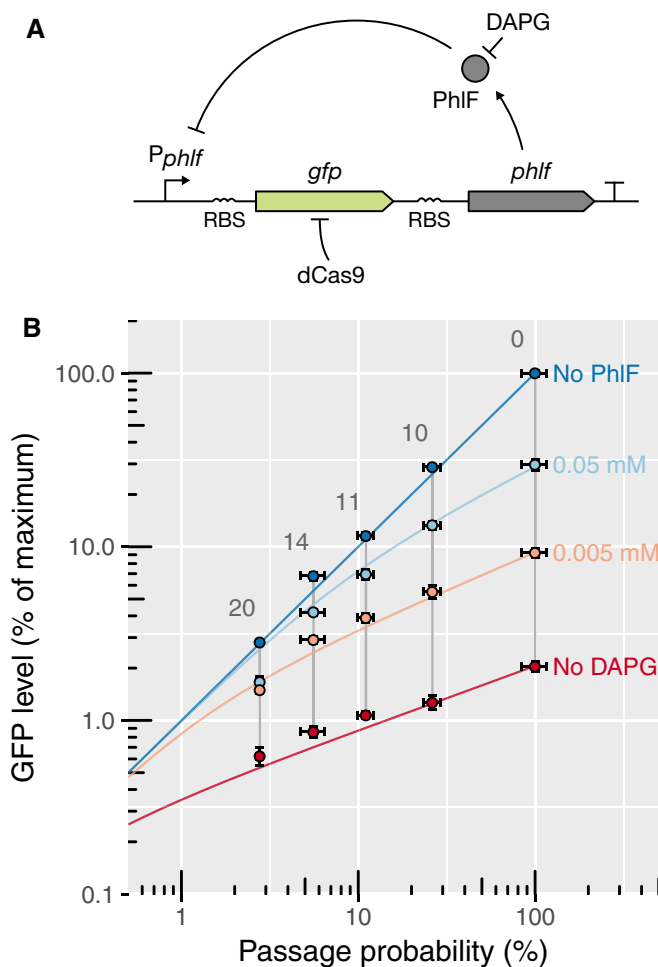 A
DAPG
PhlF
Pphlf
gfp
phlf
RBS
RBS
dCas9
B
GFP level (% of maximum)
100.0
10.0
1.0
0.1
0
10
11
14
20
No PhlF
0.05 mM
0.005 mM
No DAPG
1
10
100
Passage probability (%)